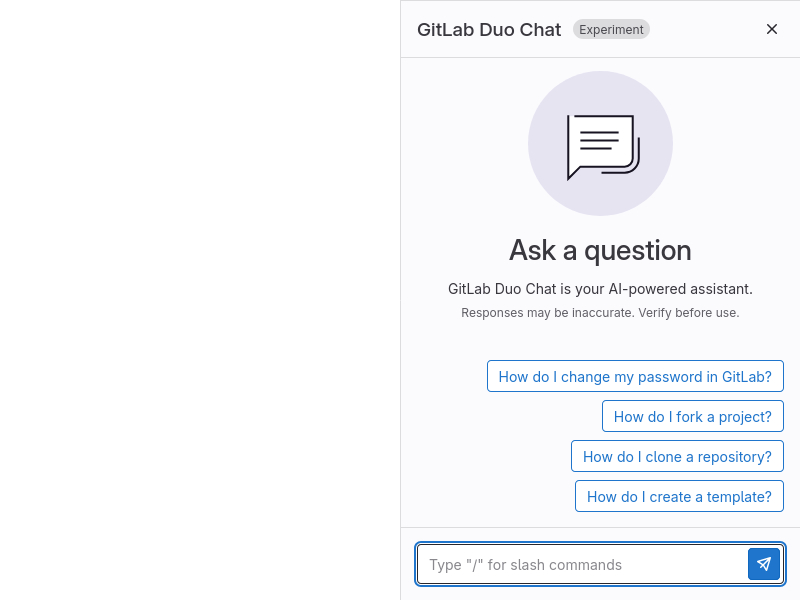 GitLab Duo Chat Experiment
Ask a question
GitLab Duo Chat is your AI-powered assistant.
Responses may be inaccurate. Verify before use.
How do I change my password in GitLab?
How do I fork a project?
How do I clone a repository?
How do I create a template?
Type "/" for slash commands